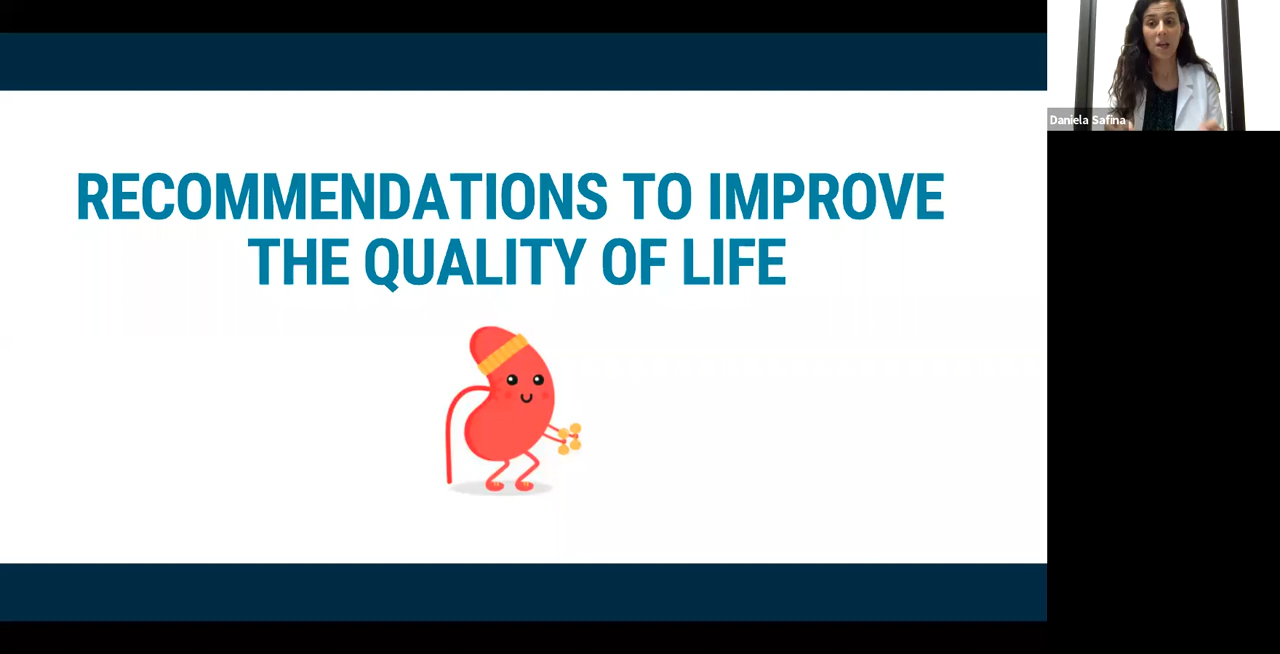 RECOMMENDATIONS TO IMPROVE
THE QUALITY OF LIFE
Daniela Safina